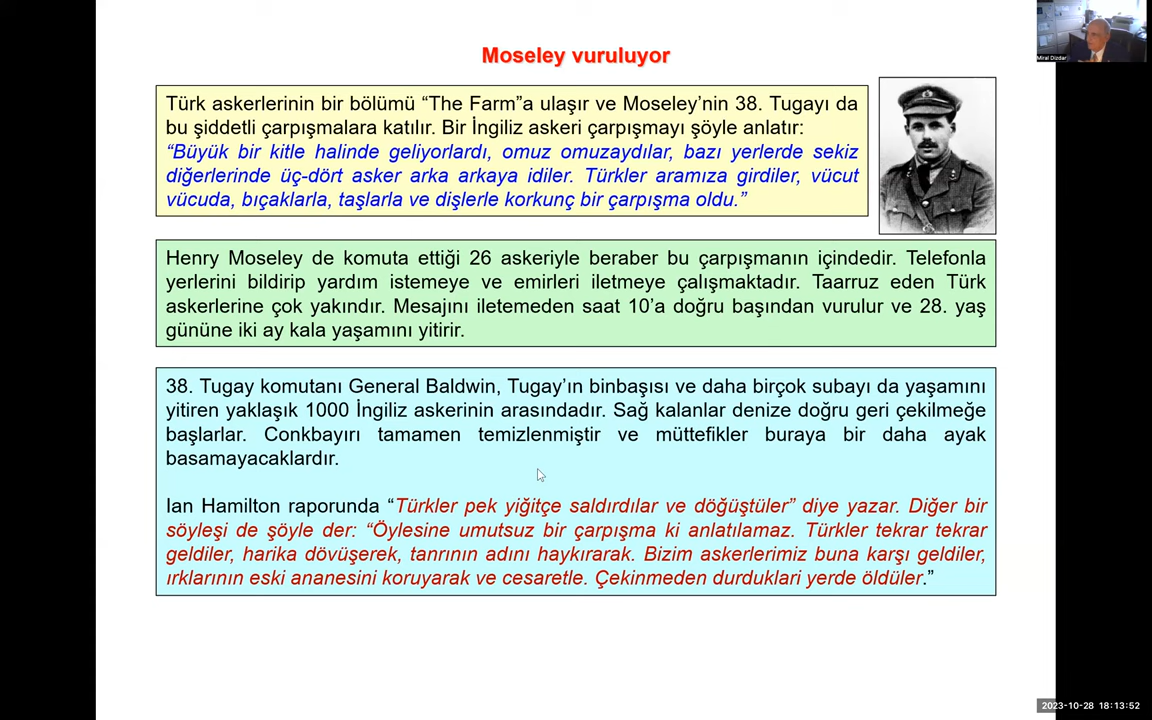 Moseley vuruluyor
Türk askerlerinin bir bölümü “The Farm”a ulaşır ve Moseley’nin 38. Tugayı da
bu şiddetli çarpışmalara katılır. Bir İngiliz askeri çarpışmayı şöyle anlatır:
“Büyük bir kitle halinde geliyorlardı, omuz omuzaydılar, bazı yerlerde sekiz
diğerlerinde üç-dört asker arka arkaya idiler. Türkler aramıza girdiler, vücut
vücuda, bıçaklarla, taşlarla ve dişlerle korkunç bir çarpışma oldu.”
Henry Moseley de komuta ettiği 26 askeriyle beraber bu çarpışmanın içindedir. Telefonla
yerlerini bildirip yardım istemeye ve emirleri iletmeye çalışmaktadır. Taarruz eden Türk
askerlerine çok yakındır. Mesajını iletemeden saat 10’a doğru başından vurulur ve 28. yaş
gününe iki ay kala yaşamını yitirir.
38. Tugay komutanı General Baldwin, Tugay’ın binbaşısı ve daha birçok subayı da yaşamını
yitiren yaklaşık 1000 İngiliz askerinin arasındadır. Sağ kalanlar denize doğru geri çekilmeğe
başlarlar. Conkbayırı tamamen temizlenmiştir ve müttefikler buraya bir daha ayak
basamayacaklardır.
Ian Hamilton raporunda “Türkler pek yiğitçe saldırdılar ve döğüştüler” diye yazar. Diğer bir
söyleşi de şöyle der: “Öylesine umutsuz bir çarpışma ki anlatılamaz. Türkler tekrar tekrar
geldiler, harika dövüşerek, tanrının adını haykırarak. Bizim askerlerimiz buna karşı geldiler,
ırklarının eski ananesini koruyarak ve cesaretle. Çekinmeden durduklari yerde öldüler.”
Miral Dizdar
2023-10-28 18:13:52